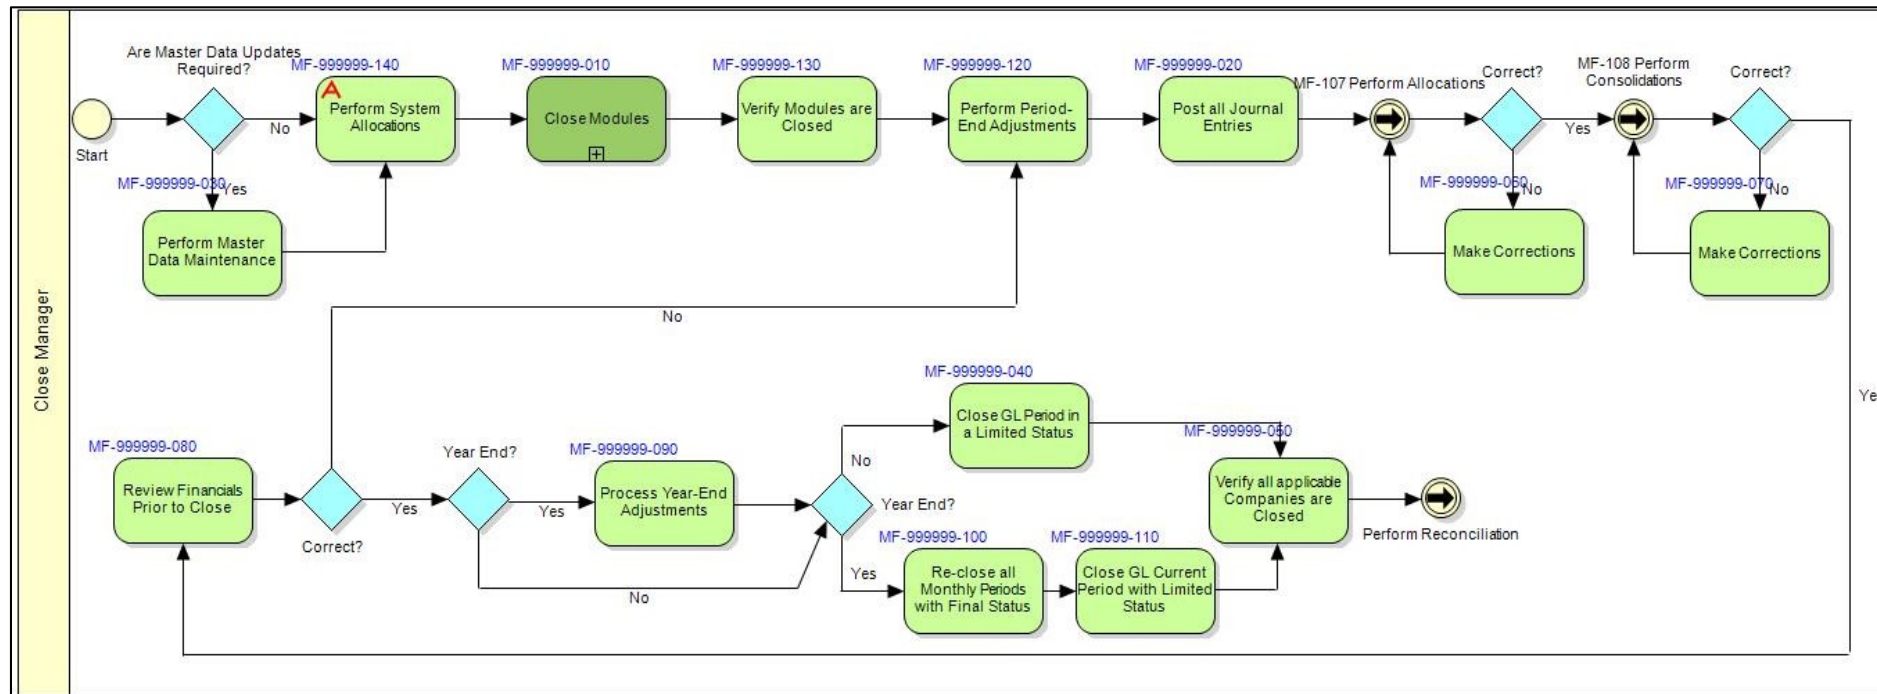 Close Manager
Start
Are Master Data Updates
Required?
No
Yes
MF-999999-030
Perform Master
Data Maintenance
MF-999999-140
A
Perform System
Allocations
MF-999999-010
Close Modules
MF-999999-130
Verify Modules are
Closed
MF-999999-120
Perform Period-
End Adjustments
MF-999999-020
Post all Journal
Entries
MF-107 Perform Allocations
Correct?
Yes
No
MF-999999-060
Make Corrections
MF-108 Perform
Consolidations
Correct?
No
MF-999999-070
Make Corrections
Ye
No
MF-999999-080
Review Financials
Prior to Close
Correct?
Yes
Year End?
Yes
No
MF-999999-090
Process Year-End
Adjustments
Year End?
No
Yes
MF-999999-040
Close GL Period in
a Limited Status
MF-999999-100
Re-close all
Monthly Periods
with Final Status
MF-999999-110
Close GL Current
Period with Limited
Status
MF-999999-050
Verify all applicable
Companies are
Closed
Perform Reconciliation